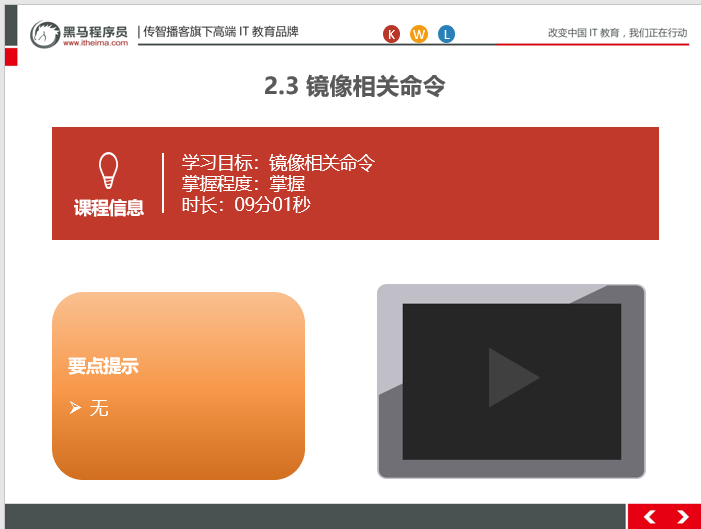 黑马程序员
www.itheima.com
传智播客旗下高端 IT 教育品牌
K W L
改变中国 IT 教育，我们正在行动
2.3 镜像相关命令
课程信息
学习目标：镜像相关命令
掌握程度：掌握
时长：09分01秒
要点提示
➢ 无